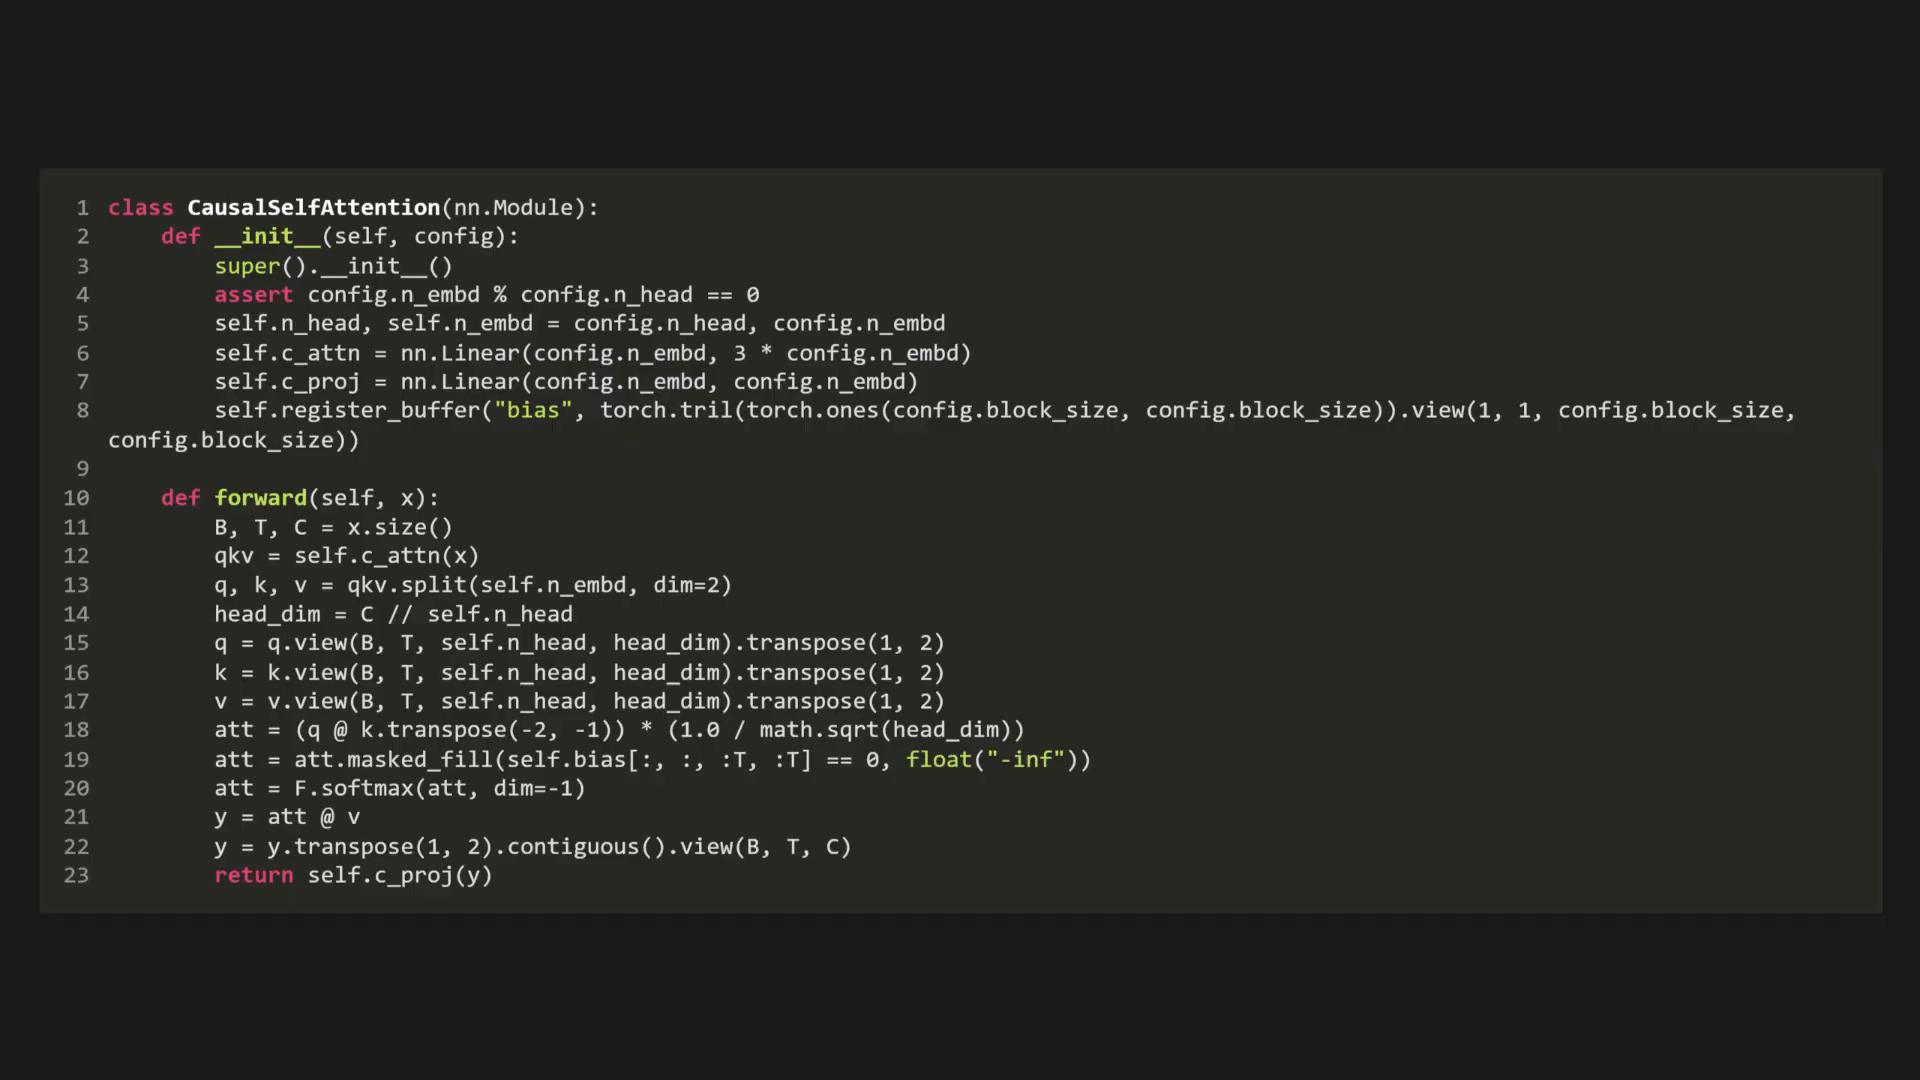 1 class CausalSelfAttention(nn.Module):
2     def __init__(self, config):
3         super().__init__()
4         assert config.n_embd % config.n_head == 0
5         self.n_head, self.n_embd = config.n_head, config.n_embd
6         self.c_attn = nn.Linear(config.n_embd, 3 * config.n_embd)
7         self.c_proj = nn.Linear(config.n_embd, config.n_embd)
8         self.register_buffer("bias", torch.tril(torch.ones(config.block_size, config.block_size)).view(1, 1, config.block_size,
config.block_size))
9
10     def forward(self, x):
11         B, T, C = x.size()
12         qkv = self.c_attn(x)
13         q, k, v = qkv.split(self.n_embd, dim=2)
14         head_dim = C // self.n_head
15         q = q.view(B, T, self.n_head, head_dim).transpose(1, 2)
16         k = k.view(B, T, self.n_head, head_dim).transpose(1, 2)
17         v = v.view(B, T, self.n_head, head_dim).transpose(1, 2)
18         att = (q @ k.transpose(-2, -1)) * (1.0 / math.sqrt(head_dim))
19         att = att.masked_fill(self.bias[:, :, :T, :T] == 0, float("-inf"))
20         att = F.softmax(att, dim=-1)
21         y = att @ v
22         y = y.transpose(1, 2).contiguous().view(B, T, C)
23         return self.c_proj(y)